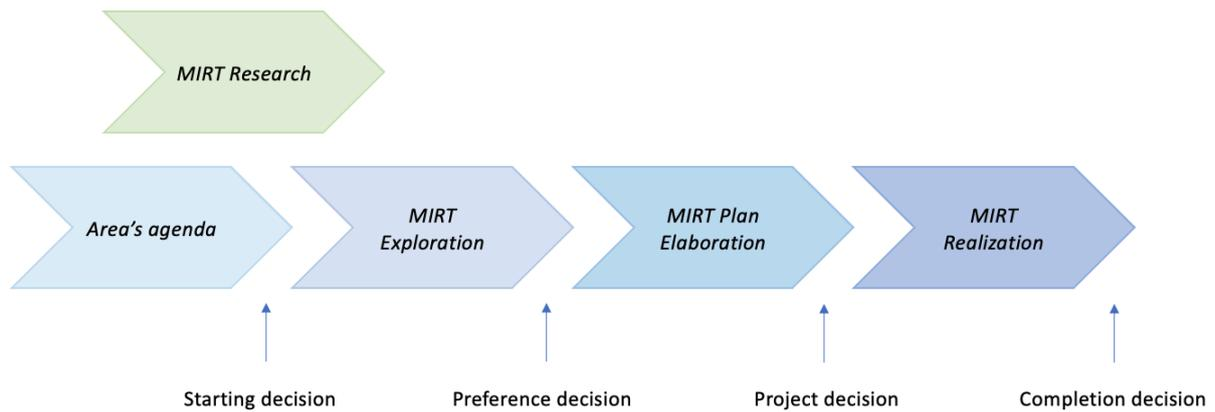 MIRT Research
Area's agenda
MIRT
Exploration
MIRT Plan
Elaboration
MIRT
Realization
Starting decision
Preference decision
Project decision
Completion decision